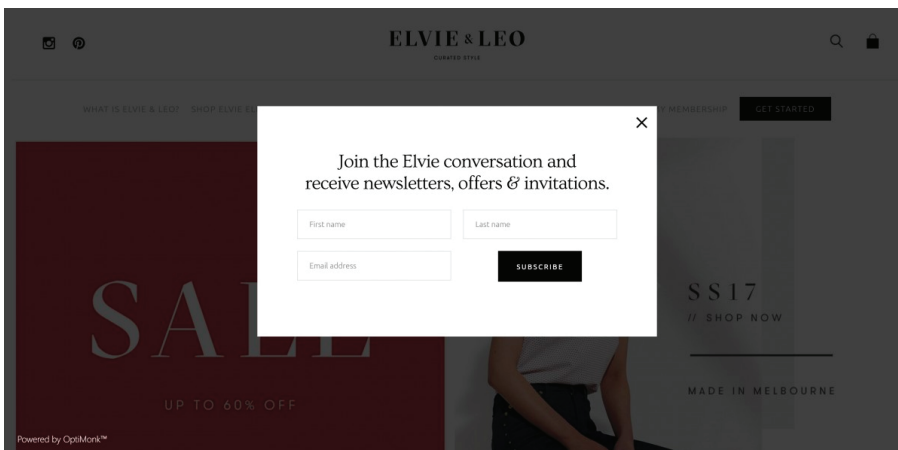 ELVIE & LEO
CURATED STYLE
WHAT IS ELVIE & LEO? SHOP ELVIE
MEMBERSHIP
GET STARTED
Join the Elvie conversation and
receive newsletters, offers & invitations.
First name
Last name
Email address
SUBSCRIBE
SALE
UP TO 60% OFF
SS17
// SHOP NOW
MADE IN MELBOURNE
Powered by OptiMonk™